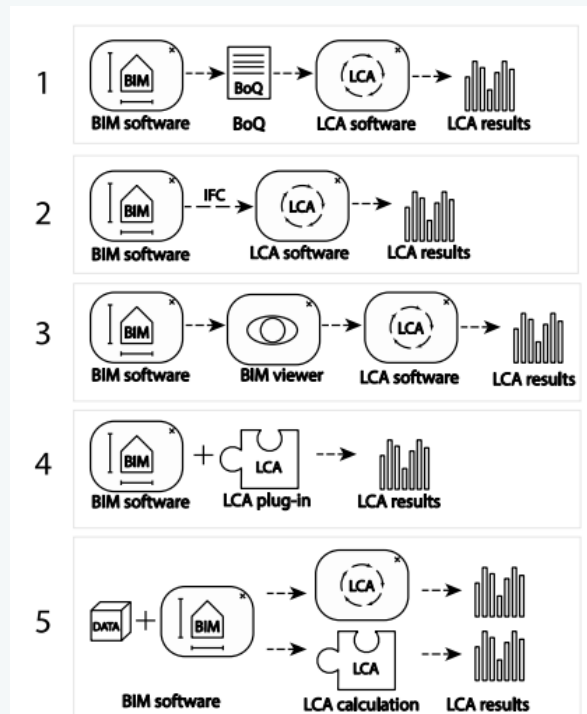 1
BIM
BoQ
LCA
BIM software
BoQ
LCA software
LCA results
2
BIM
IFC
LCA
BIM software
LCA software
LCA results
3
BIM
LCA
BIM software
BIM viewer
LCA software
LCA results
4
BIM
+
LCA
BIM software
LCA plug-in
LCA results
5
DATA
+
BIM
LCA
LCA
BIM software
LCA calculation
LCA results